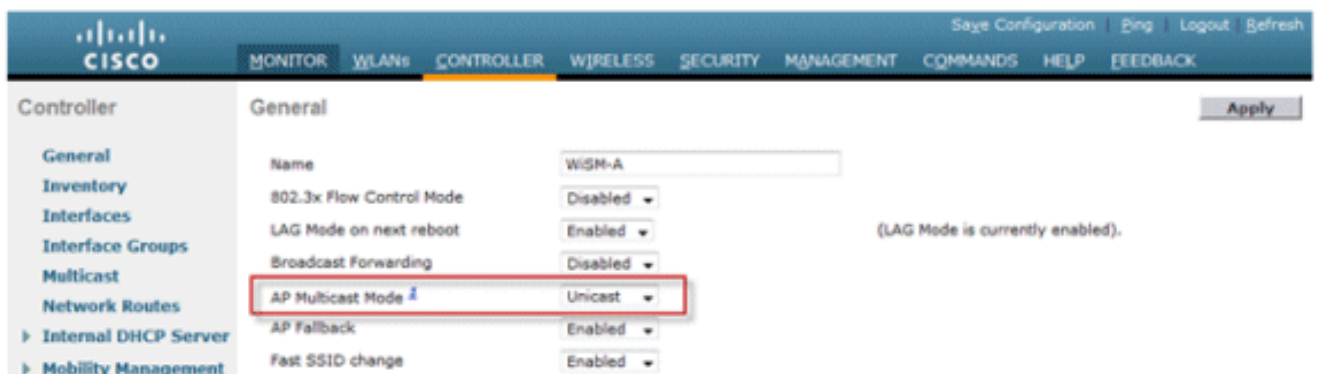 Save Configuration | Ping | Logout | Refresh
CISCO
MONITOR WLANs CONTROLLER WIRELESS SECURITY MANAGEMENT COMMANDS HELP FEEDBACK
Controller
General
Inventory
Interfaces
Interface Groups
Multicast
Network Routes
Internal DHCP Server
Mobility Management
General
Apply
Name WiSM-A
802.3x Flow Control Mode Disabled
LAG Mode on next reboot Enabled (LAG Mode is currently enabled).
Broadcast Forwarding Disabled
AP Multicast Mode Unicast
AP Fallback Enabled
Fast SSID change Enabled